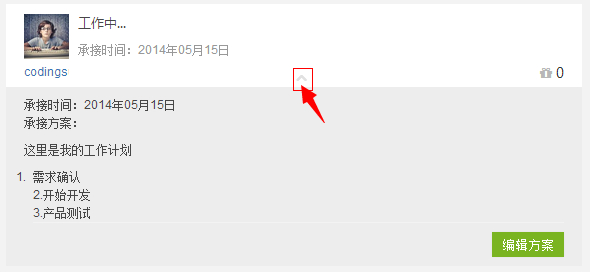 工作中...
承接时间：2014年05月15日
codings
0
承接时间：2014年05月15日
承接方案：
这里是我的工作计划
1. 需求确认
2.开始开发
3.产品测试
编辑方案